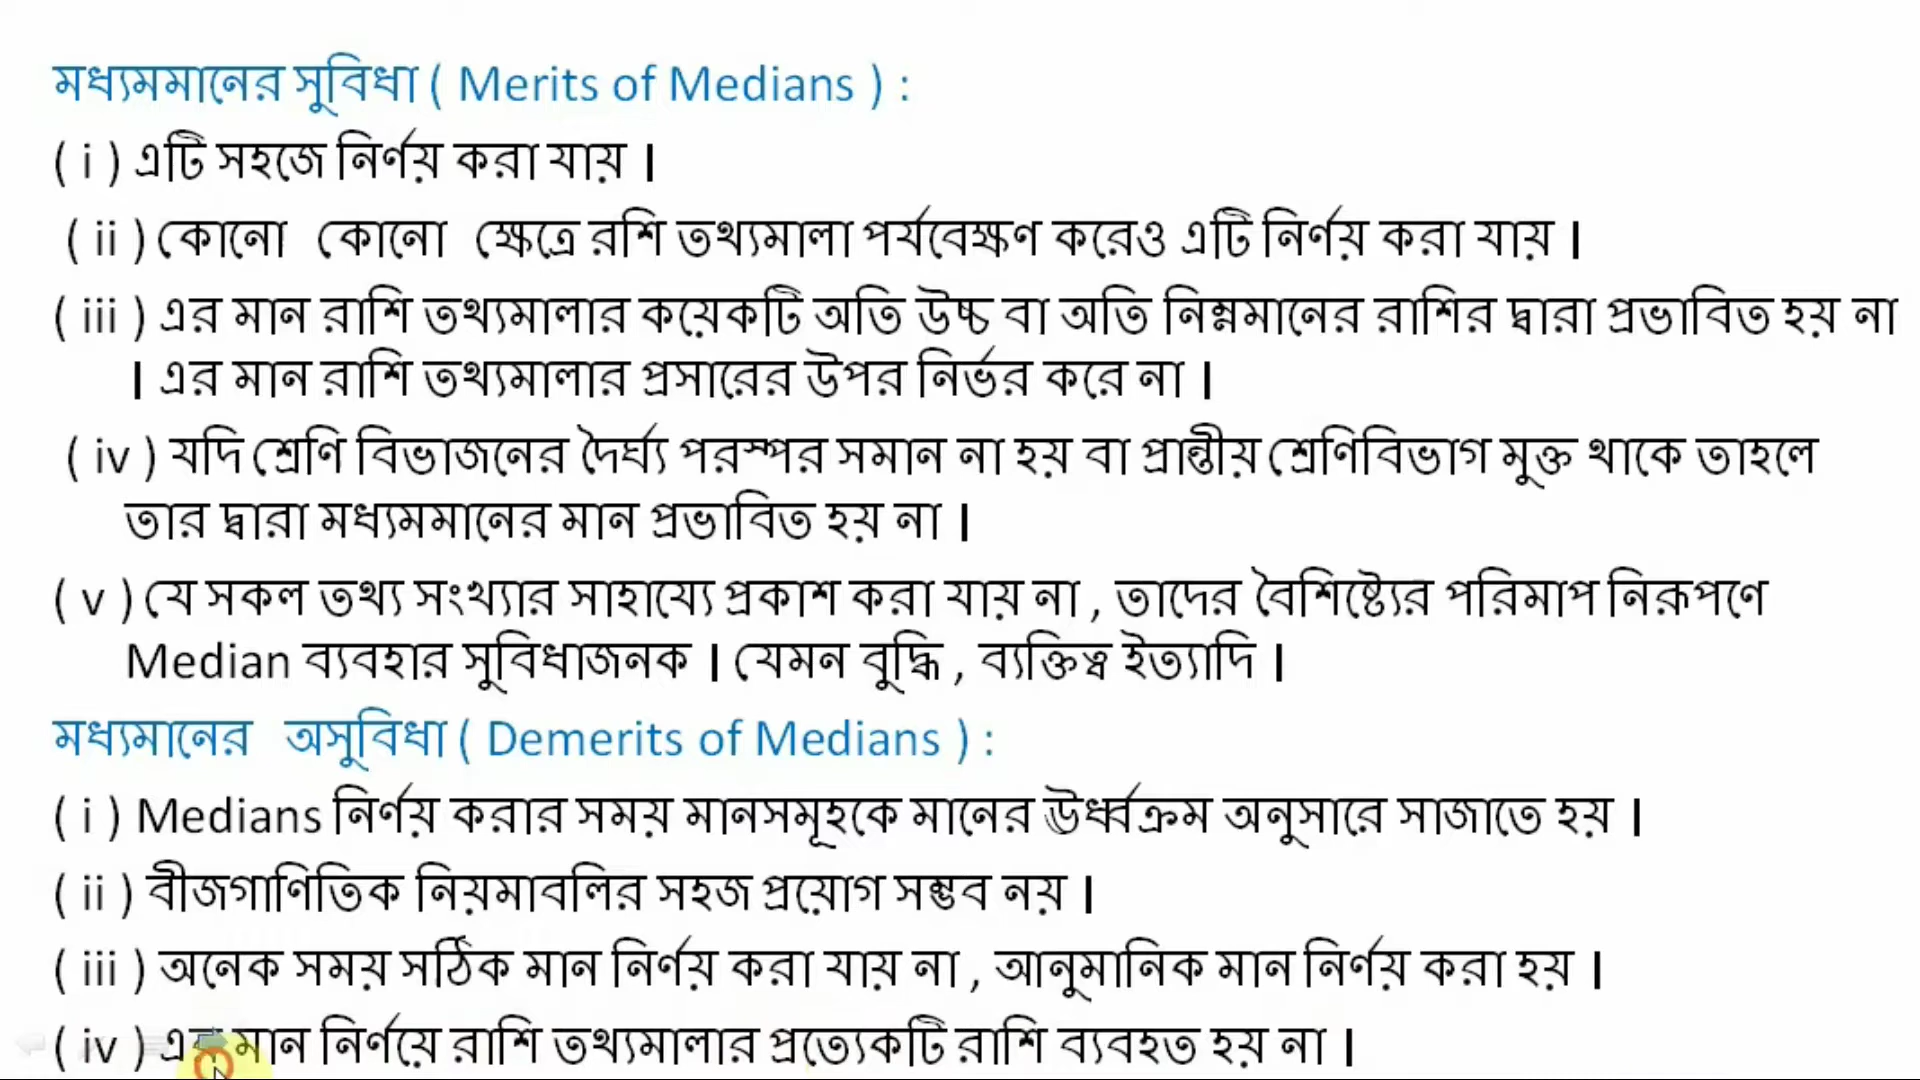 মধ্যমমানের সুবিধা ( Merits of Medians ) :
( i ) এটি সহজে নির্ণয় করা যায় ।
( ii ) কোনো কোনো ক্ষেত্রে রশি তথ্যমালা পর্যবেক্ষণ করেও এটি নির্ণয় করা যায় ।
( iii ) এর মান রাশি তথ্যমালার কয়েকটি অতি উচ্চ বা অতি নিম্নমানের রাশির দ্বারা প্রভাবিত হয় না
। এর মান রাশি তথ্যমালার প্রসারের উপর নির্ভর করে না ।
( iv ) যদি শ্রেণি বিভাজনের দৈর্ঘ্য পরস্পর সমান না হয় বা প্রান্তীয় শ্রেণিবিভাগ মুক্ত থাকে তাহলে
তার দ্বারা মধ্যমমানের মান প্রভাবিত হয় না ।
( v ) যে সকল তথ্য সংখ্যার সাহায্যে প্রকাশ করা যায় না , তাদের বৈশিষ্ট্যের পরিমাপ নিরূপণে
Median ব্যবহার সুবিধাজনক । যেমন বুদ্ধি , ব্যক্তিত্ব ইত্যাদি ।
মধ্যমানের অসুবিধা ( Demerits of Medians ) :
( i ) Medians নির্ণয় করার সময় মানসমূহকে মানের ঊর্ধ্বক্রম অনুসারে সাজাতে হয় ।
( ii ) বীজগাণিতিক নিয়মাবলির সহজ প্রয়োগ সম্ভব নয় ।
( iii ) অনেক সময় সঠিক মান নির্ণয় করা যায় না , আনুমানিক মান নির্ণয় করা হয় ।
( iv ) এর মান নির্ণয়ে রাশি তথ্যমালার প্রত্যেকটি রাশি ব্যবহৃত হয় না ।